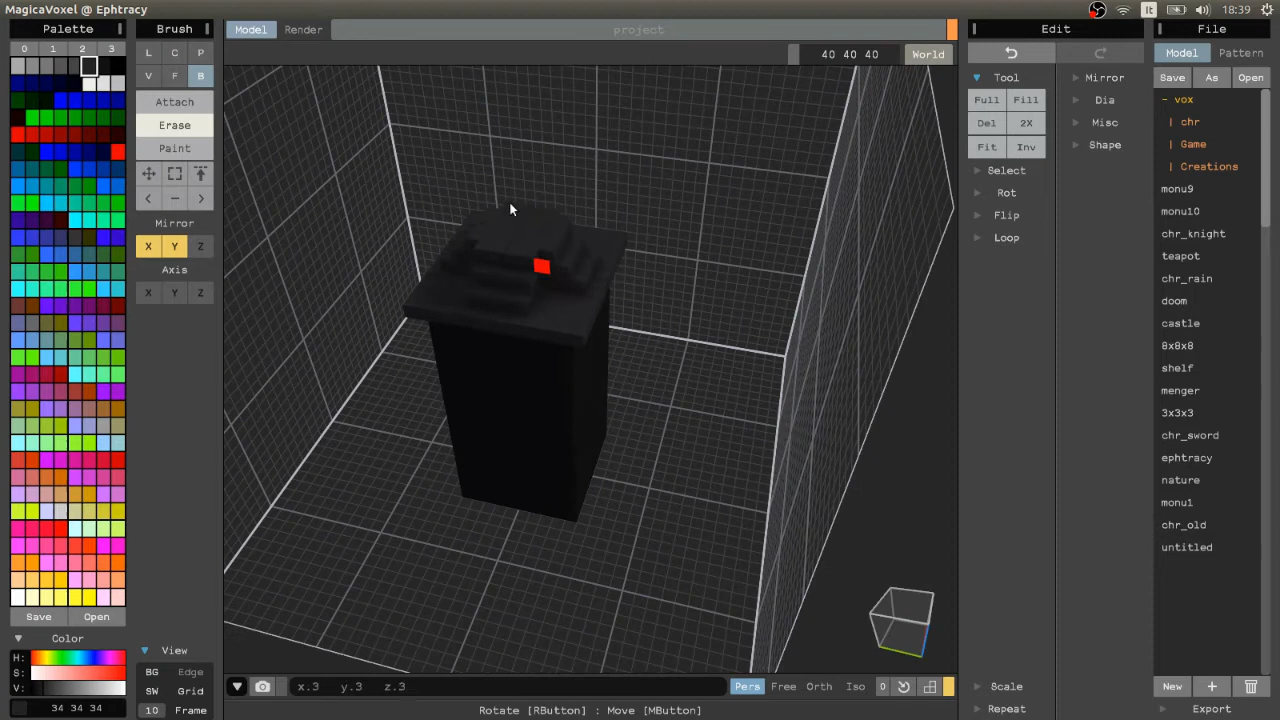 MagicaVoxel @ Ephtracy
It
18:39
Palette
Brush
Model Render
project
Edit
File
0 1 2 3
L C P
V F B
Attach
Erase
Paint
Mirror
X Y Z
Axis
X Y Z
View
BG Edge
SW Grid
10 Frame
Save Open
Color
H:
S:
V:
34 34 34
40 40 40 World
x.3 y.3 z.3
Pers Free Orth Iso 0
Rotate [RButton] : Move [MButton]
Tool
Full Fill
Del 2X
Fit Inv
Select
Rot
Flip
Loop
Scale
Repeat
Mirror
Dia
Misc
Shape
Model Pattern
Save As Open
- vox
| chr
| Game
| Creations
monu9
monu10
chr_knight
teapot
chr_rain
doom
castle
8x8x8
shelf
menger
3x3x3
chr_sword
ephtracy
nature
monu1
chr_old
untitled
New +
Export